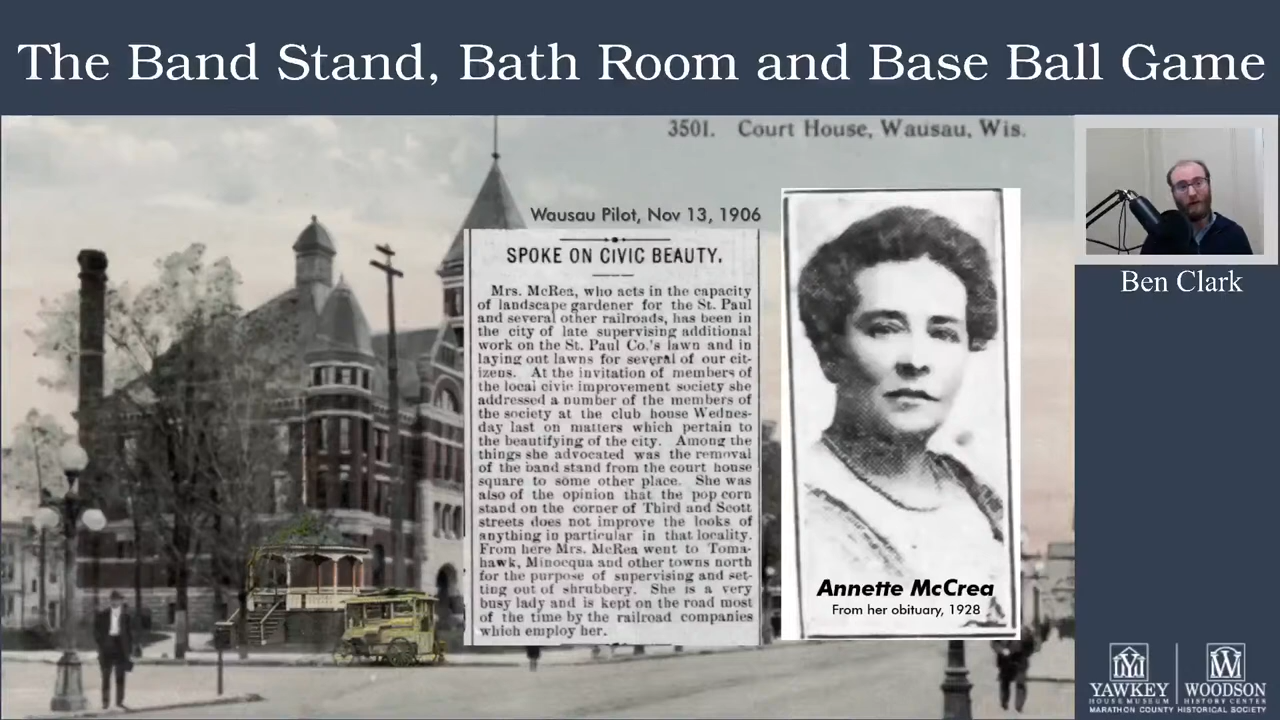 The Band Stand, Bath Room and Base Ball Game
3501. Court House, Wausau, Wis.
Wausau Pilot, Nov 13, 1906
SPOKE ON CIVIC BEAUTY.
Mrs. McRea, who acts in the capacity
of landscape gardener for the St. Paul
and several other railroads, has been in
the city of late supervising additional
work on the St. Paul Co.'s lawn and in
laying out lawns for several of our cit-
izens. At the invitation of members of
the local civic improvement society she
addressed a number of the members of
the society at the club house Wednes-
day last on matters which pertain to
the beautifying of the city. Among the
things she advocated was the removal
of the band stand from the court house
square to some other place. She was
also of the opinion that the pop corn
stand on the corner of Third and Scott
streets does not improve the looks of
anything in particular in that locality.
From here Mrs. McRea went to Toma-
hawk, Minocqua and other towns north
for the purpose of supervising and set-
ting out of shrubbery. She is a very
busy lady and is kept on the road most
of the time by the railroad companies
which employ her.
Annette McCrea
From her obituary, 1928
Ben Clark
YAWKEY
HOUSE MUSEUM
WOODSON
HISTORY CENTER
MARATHON COUNTY HISTORICAL SOCIETY